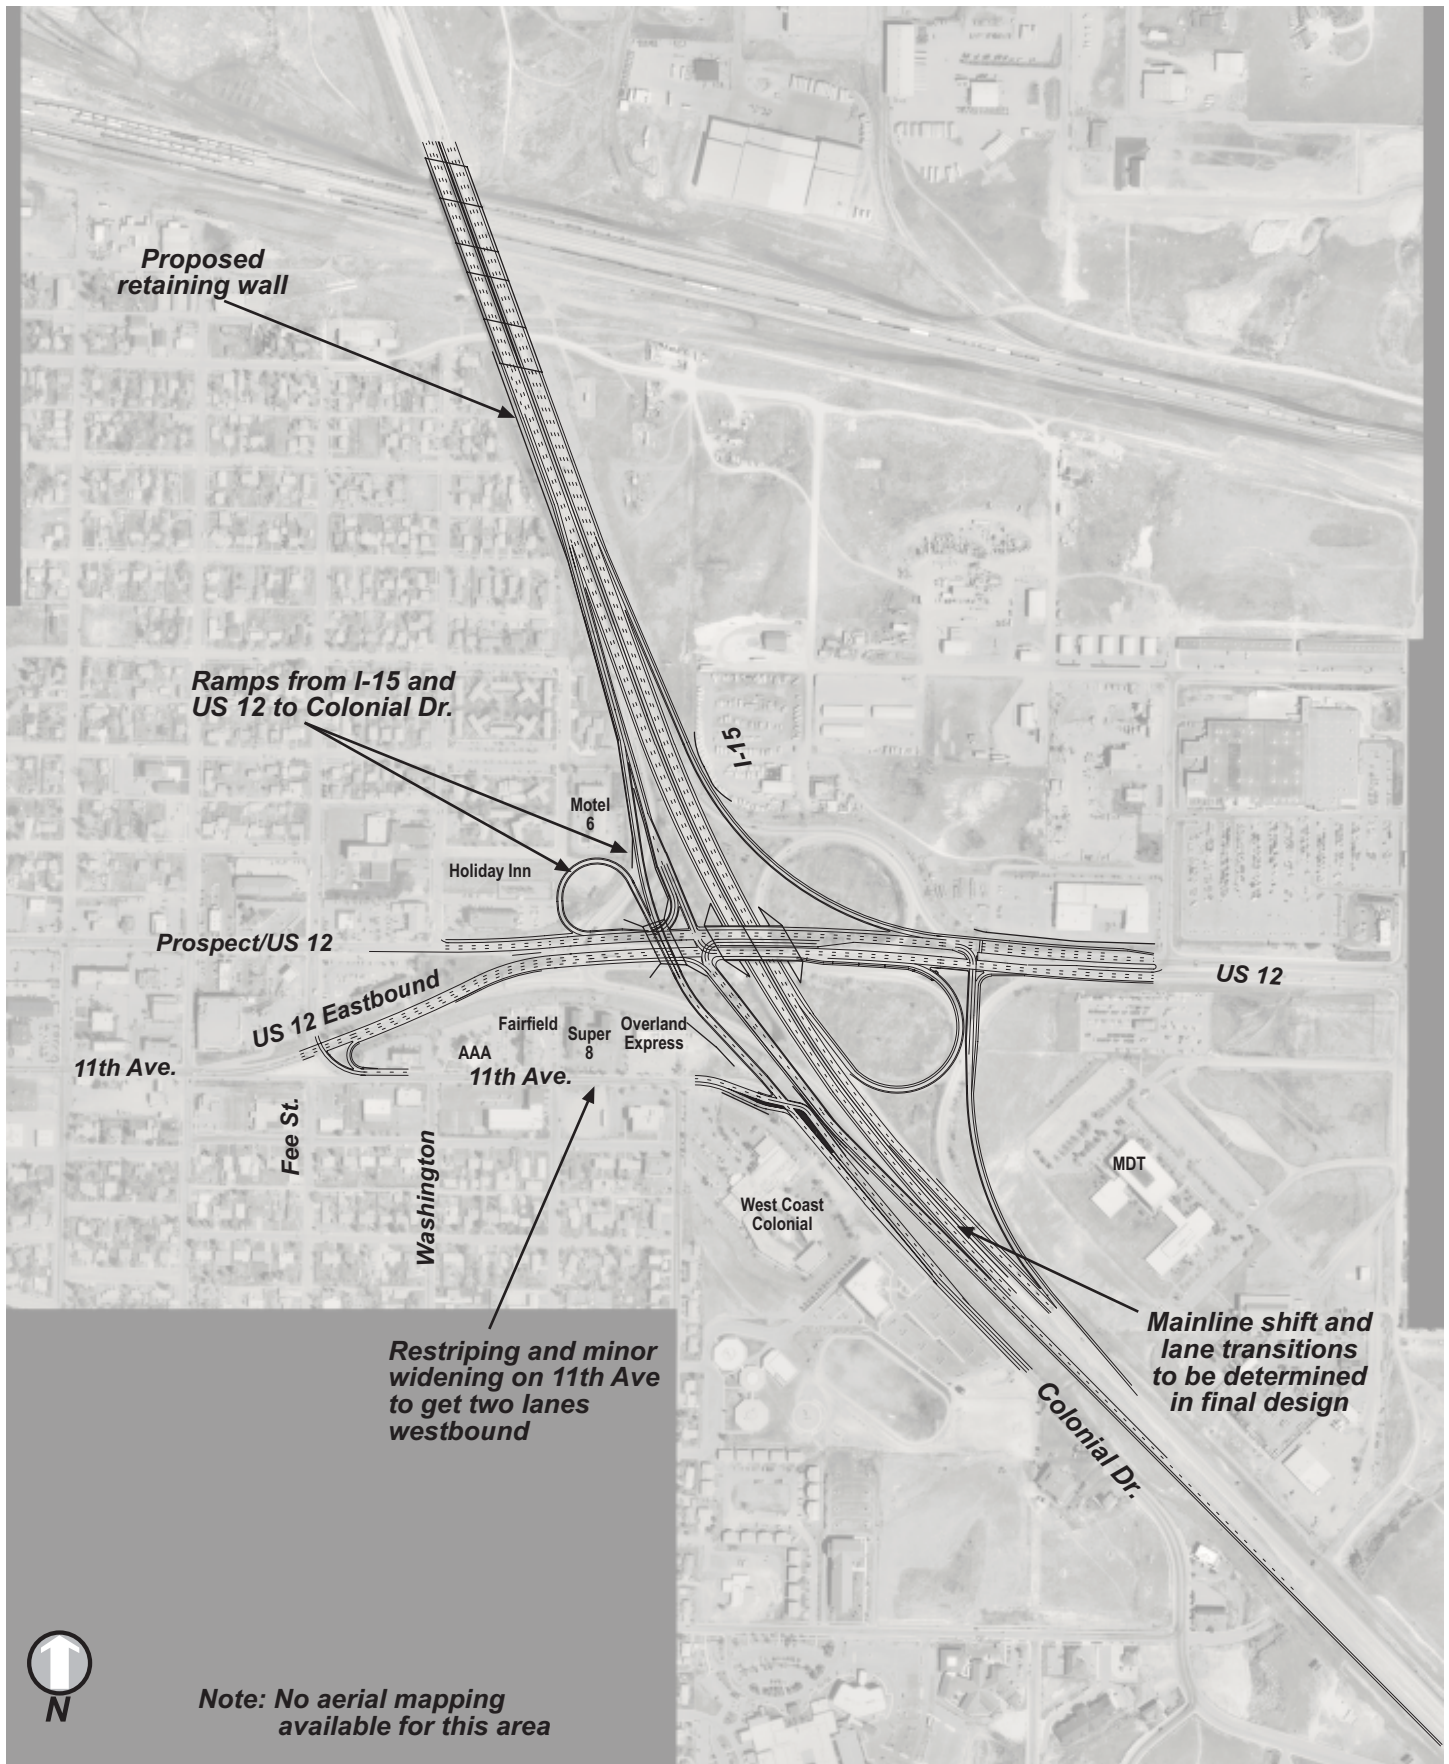 Proposed
retaining wall
Ramps from I-15 and
US 12 to Colonial Dr.
I-15
Motel
6
Holiday Inn
Prospect/US 12
US 12
US 12 Eastbound
Fairfield
Super
8
Overland
Express
AAA
11th Ave.
11th Ave.
Fee St.
Washington
MDT
West Coast
Colonial
Restriping and minor
widening on 11th Ave
to get two lanes
westbound
Mainline shift and
lane transitions
to be determined
in final design
Colonial Dr.
N
Note: No aerial mapping
available for this area